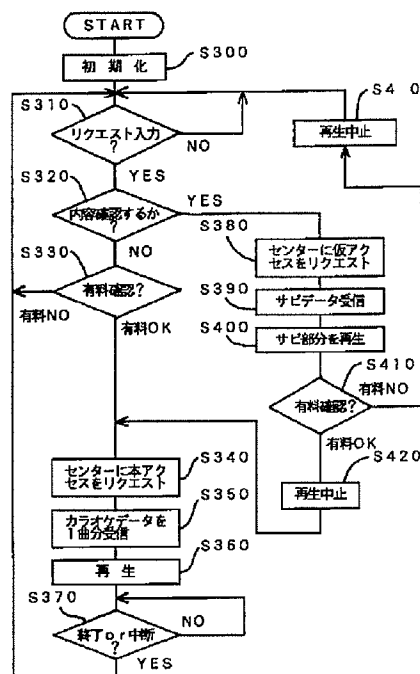 START
初期化
S300
S310
リクエスト入力
?
NO
YES
S4 0
再生中止
S320
内容確認するか
?
YES
NO
S330
有料確認?
有料NO
有料OK
S380
センターに仮アク
セスをリクエスト
S390
サビデータ受信
S400
サビ部分を再生
S410
有料確認?
有料NO
有料OK
S420
再生中止
S340
センターに本アク
セスをリクエスト
S350
カラオケデータを
1曲分受信
S360
再生
S370
終了or中断
?
NO
YES